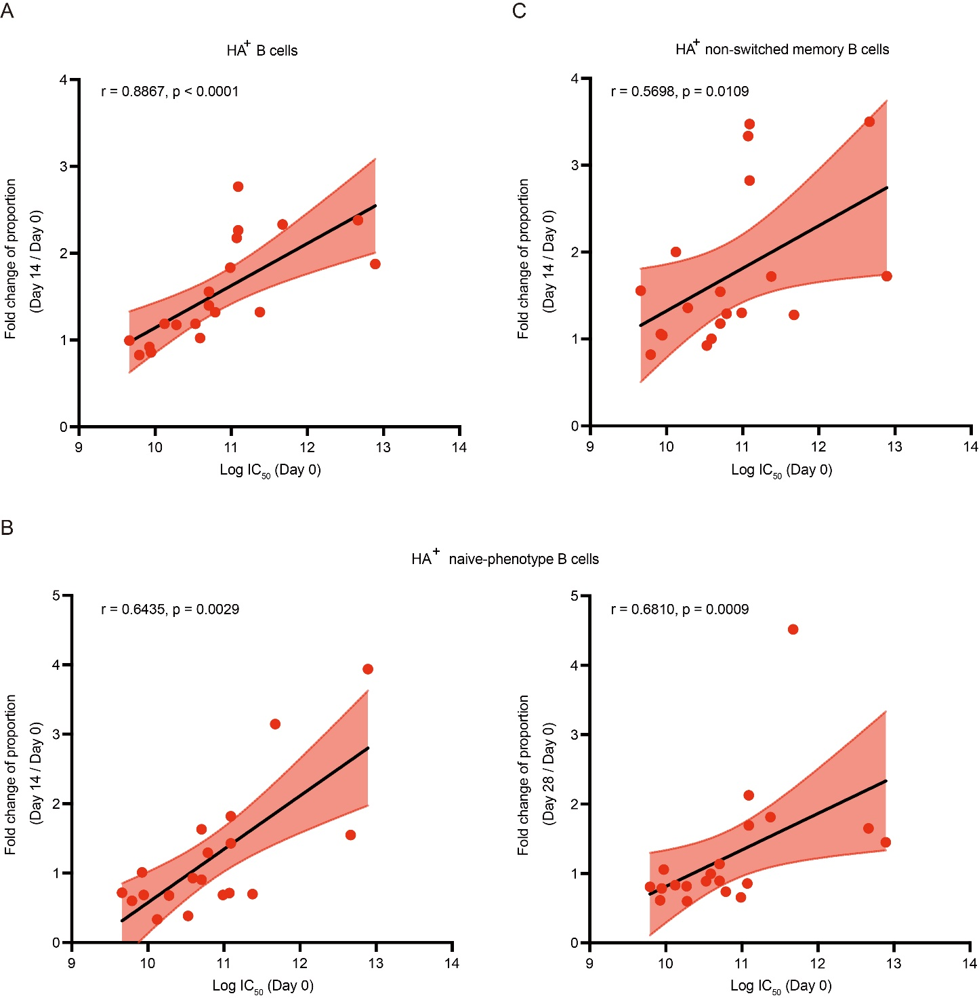 A
HA+ B cells
r = 0.8867, p < 0.0001
4
3
2
1
0
9 10 11 12 13 14
Fold change of proportion
(Day 14 / Day 0)
Log IC50 (Day 0)
C
HA+ non-switched memory B cells
r = 0.5698, p = 0.0109
4
3
2
1
0
9 10 11 12 13 14
Fold change of proportion
(Day 14 / Day 0)
Log IC50 (Day 0)
B
HA+ naive-phenotype B cells
r = 0.6435, p = 0.0029
5
4
3
2
1
0
9 10 11 12 13 14
Fold change of proportion
(Day 14 / Day 0)
Log IC50 (Day 0)
r = 0.6810, p = 0.0009
5
4
3
2
1
0
9 10 11 12 13 14
Fold change of proportion
(Day 28 / Day 0)
Log IC50 (Day 0)